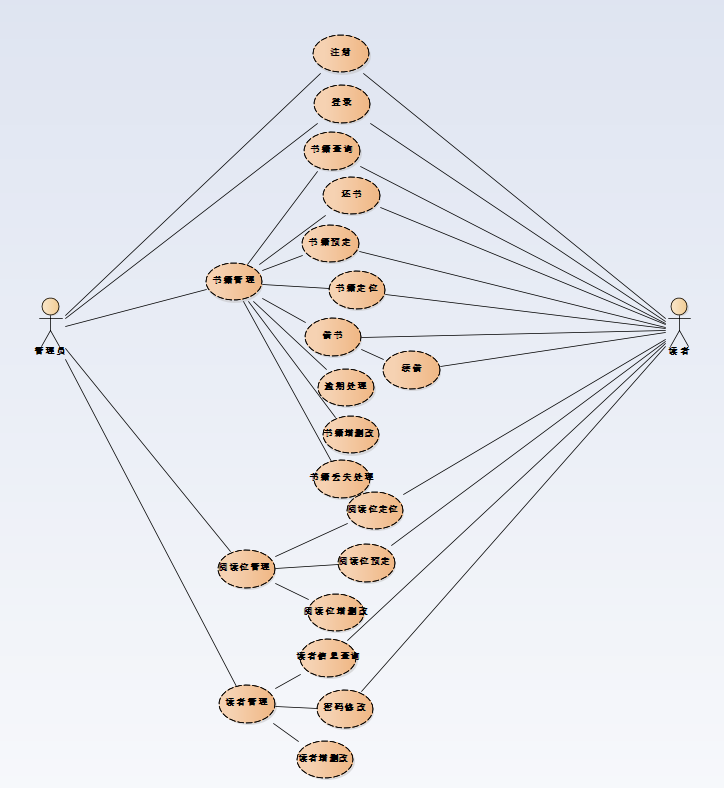 注册
登录
书籍查询
还书
书籍预定
书籍管理
书籍定位
借书
管理员
读者
续借
逾期处理
书籍增删改
书籍丢失处理
阅读位定位
阅读位预定
阅读位管理
阅读位增删改
读者信息查询
读者管理
密码修改
读者增删改